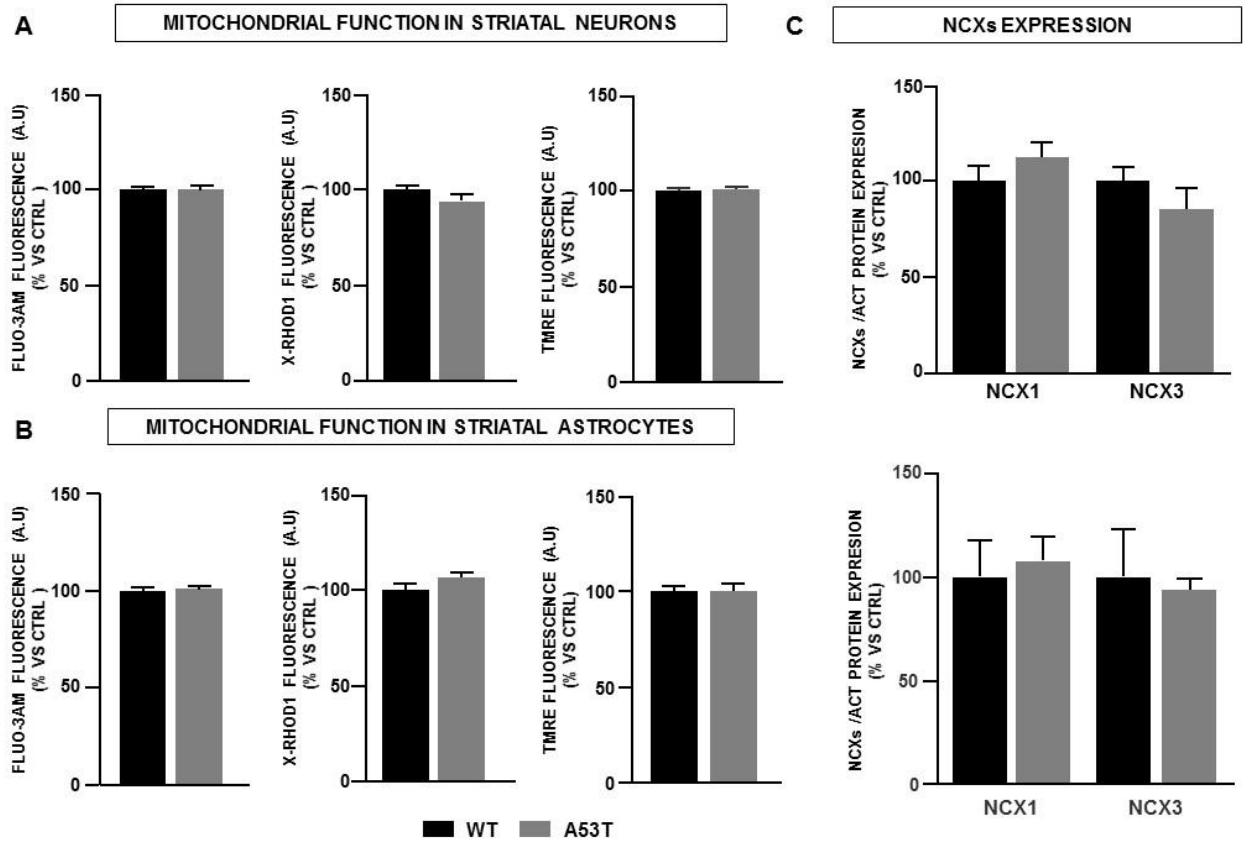 A
MITOCHONDRIAL FUNCTION IN STRIATAL NEURONS
FLUO-3AM FLUORESCENCE (A.U)
(% VS CTRL )
150
100
50
0
X-RHOD1 FLUORESCENCE (A.U)
(% VS CTRL )
150
100
50
0
TMRE FLUORESCENCE (A.U)
(% VS CTRL)
150
100
50
0
B
MITOCHONDRIAL FUNCTION IN STRIATAL ASTROCYTES
FLUO-3AM FLUORESCENCE (A.U)
(% VS CTRL )
150
100
50
0
X-RHOD1 FLUORESCENCE (A.U)
(% VS CTRL )
150
100
50
0
TMRE FLUORESCENCE (A.U)
(% VS CTRL)
150
100
50
0
WT
A53T
C
NCXs EXPRESSION
NCXs /ACT PROTEIN EXPRESION
(% VS CTRL)
150
100
50
0
NCX1
NCX3
NCXs /ACT PROTEIN EXPRESION
(% VS CTRL)
150
100
50
0
NCX1
NCX3